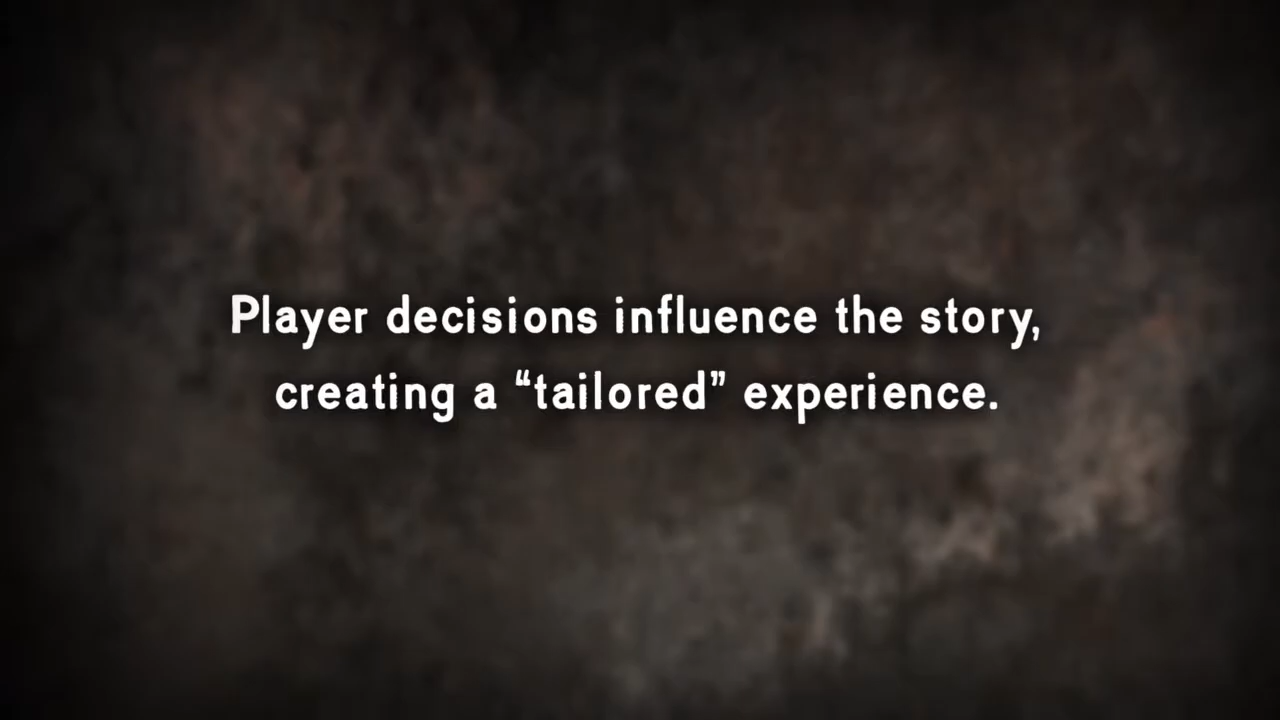 Player decisions influence the story,
creating a “tailored” experience.